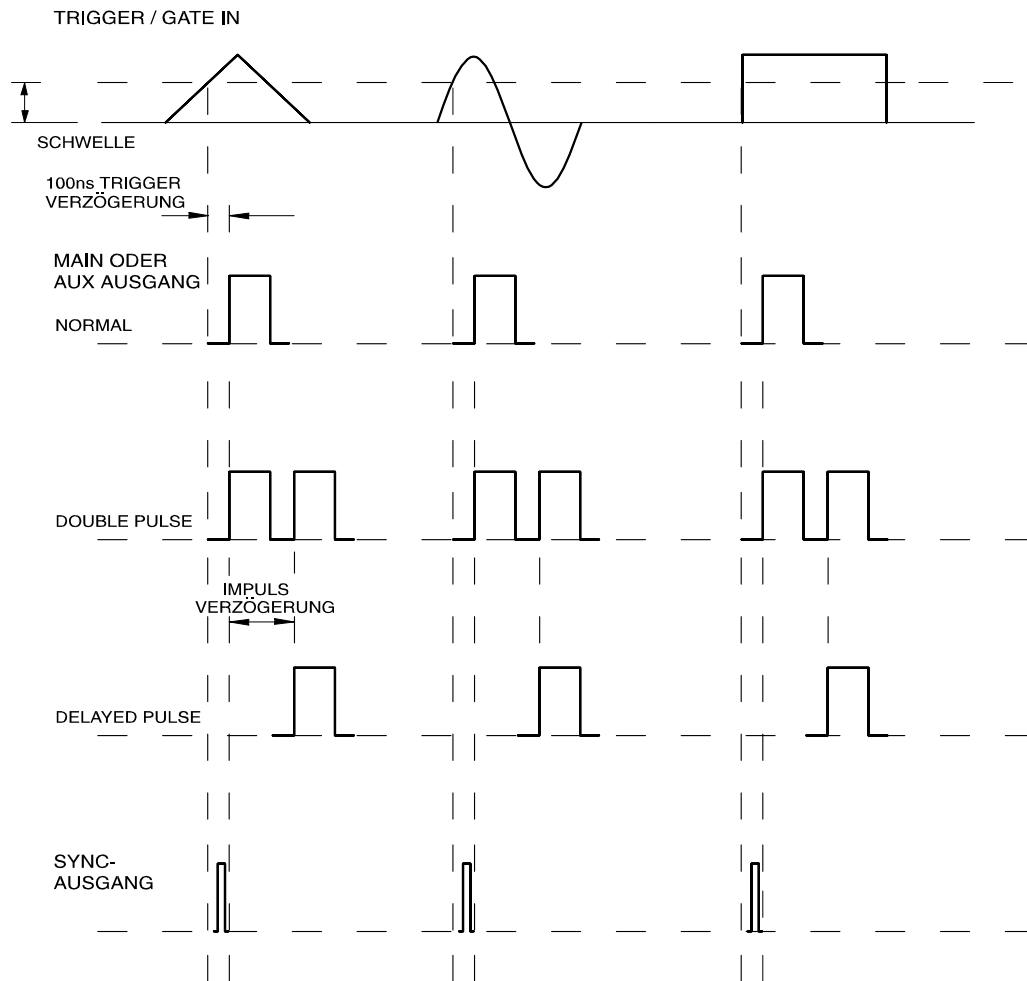 TRIGGER / GATE IN
SCHWELLE
100ns TRIGGER
VERZÖGERUNG
MAIN ODER
AUX AUSGANG
NORMAL
DOUBLE PULSE
IMPULS
VERZÖGERUNG
DELAYED PULSE
SYNC-
AUSGANG